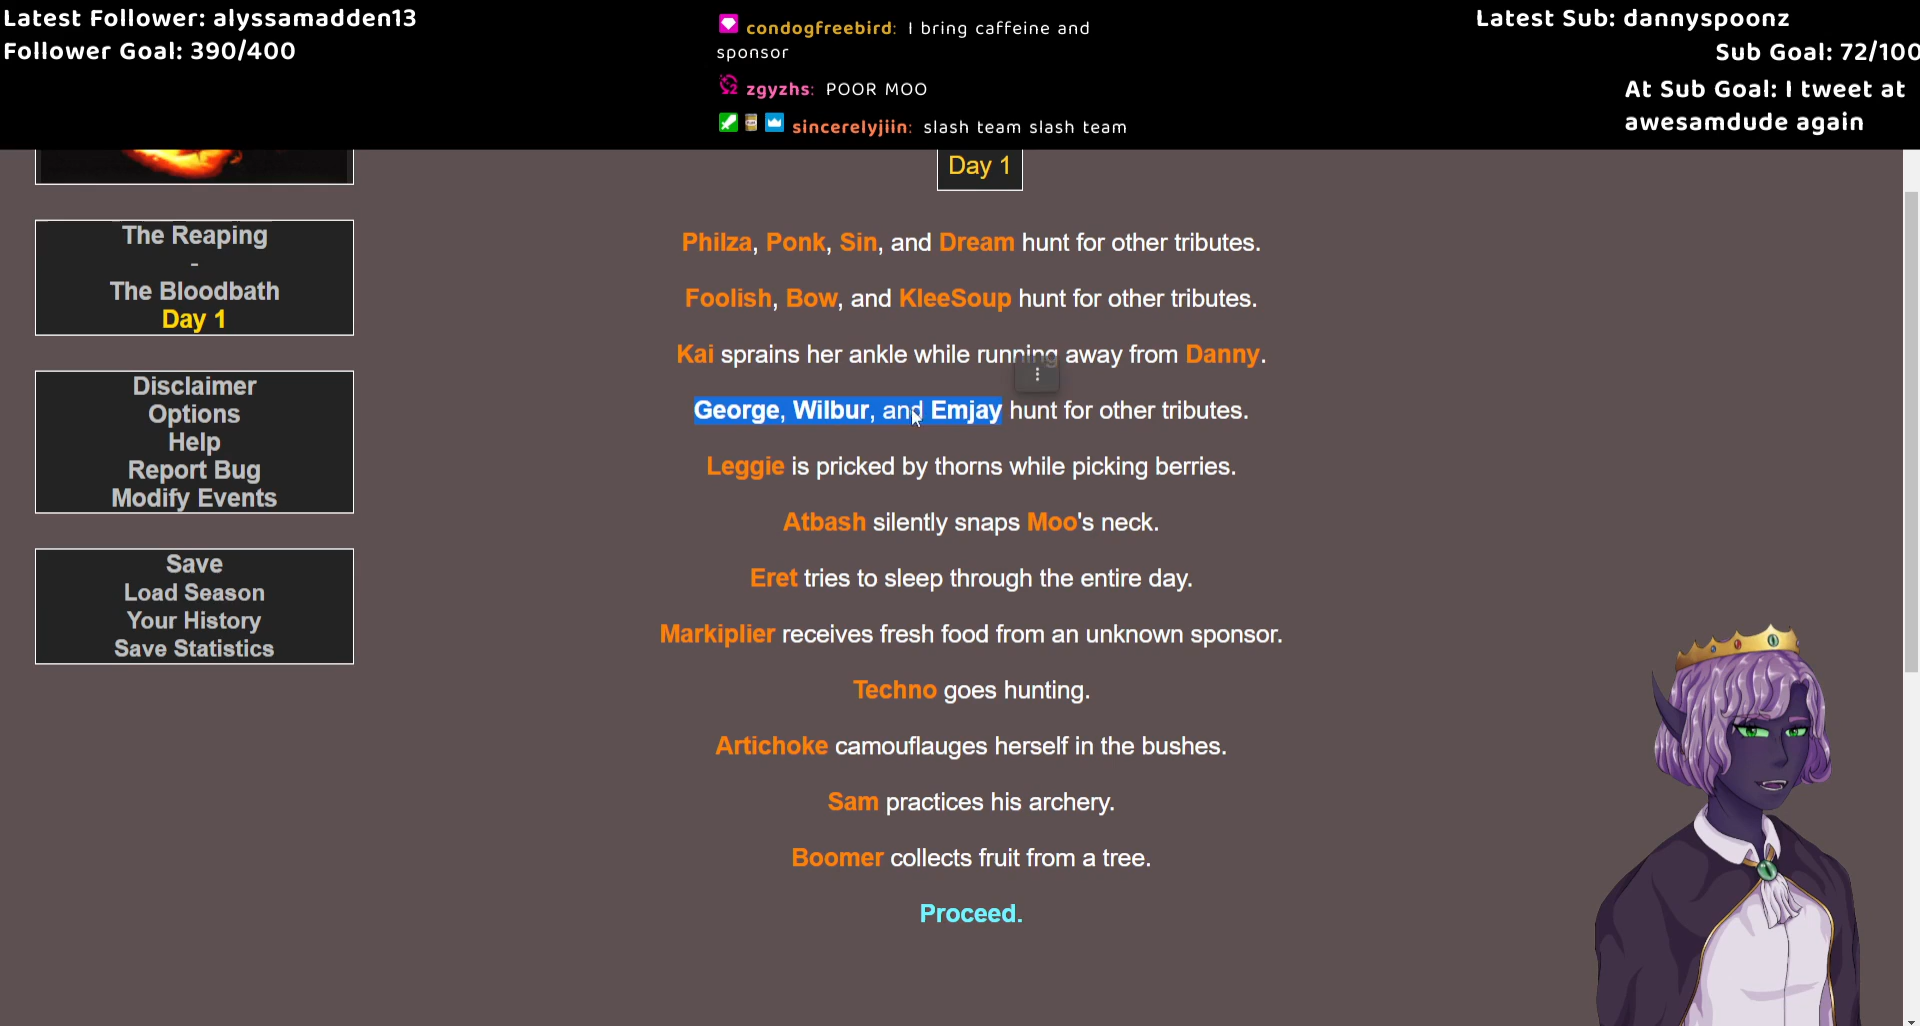 Latest Follower: alyssamadden13
Follower Goal: 390/400
condogfreebird: I bring caffeine and
sponsor
zgyzhs: POOR MOO
sincerelyjiin: slash team slash team
Latest Sub: dannyspoonz
Sub Goal: 72/100
At Sub Goal: I tweet at
awesamdude again
The Reaping
-
The Bloodbath
Day 1
Disclaimer
Options
Help
Report Bug
Modify Events
Save
Load Season
Your History
Save Statistics
Day 1
Philza, Ponk, Sin, and Dream hunt for other tributes.
Foolish, Bow, and KleeSoup hunt for other tributes.
Kai sprains her ankle while running away from Danny.
George, Wilbur, and Emjay hunt for other tributes.
Leggie is pricked by thorns while picking berries.
Atbash silently snaps Moo's neck.
Eret tries to sleep through the entire day.
Markiplier receives fresh food from an unknown sponsor.
Techno goes hunting.
Artichoke camouflauges herself in the bushes.
Sam practices his archery.
Boomer collects fruit from a tree.
Proceed.